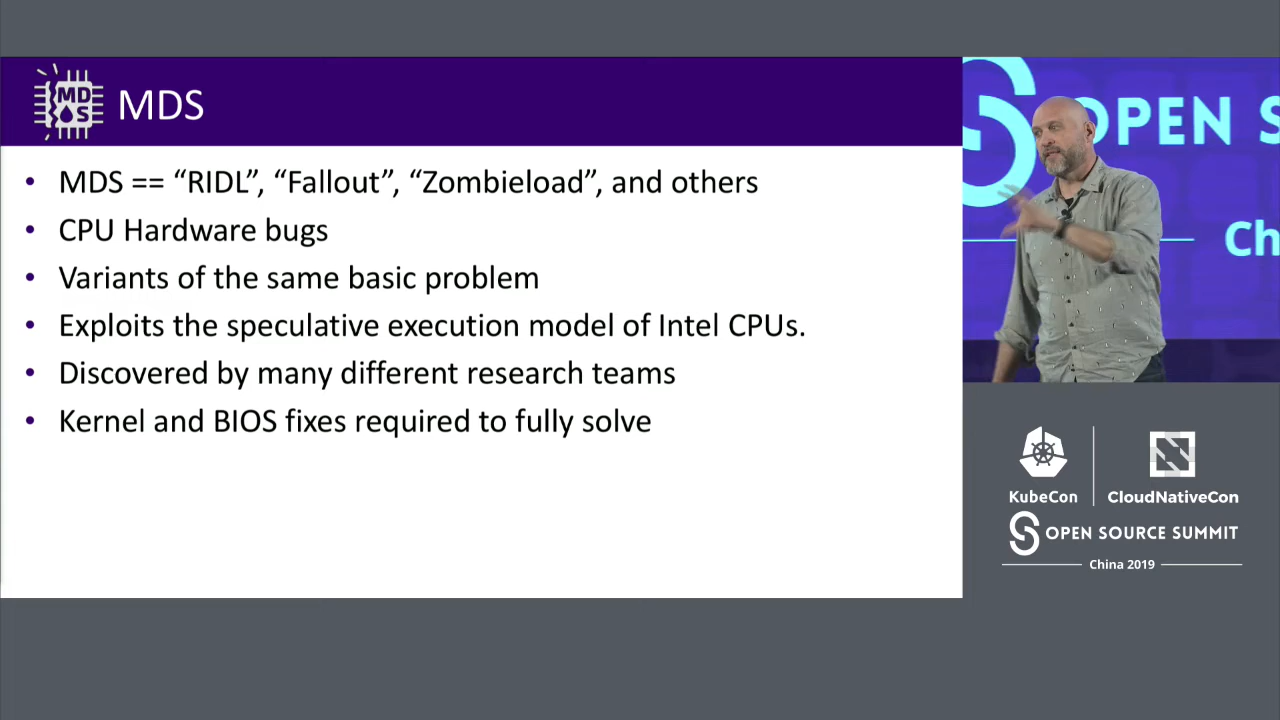 MD
S
MDS
• MDS == “RIDL”, “Fallout”, “Zombieload”, and others
• CPU Hardware bugs
• Variants of the same basic problem
• Exploits the speculative execution model of Intel CPUs.
• Discovered by many different research teams
• Kernel and BIOS fixes required to fully solve
OPEN S
Ch
KubeCon
CloudNativeCon
OPEN SOURCE SUMMIT
China 2019